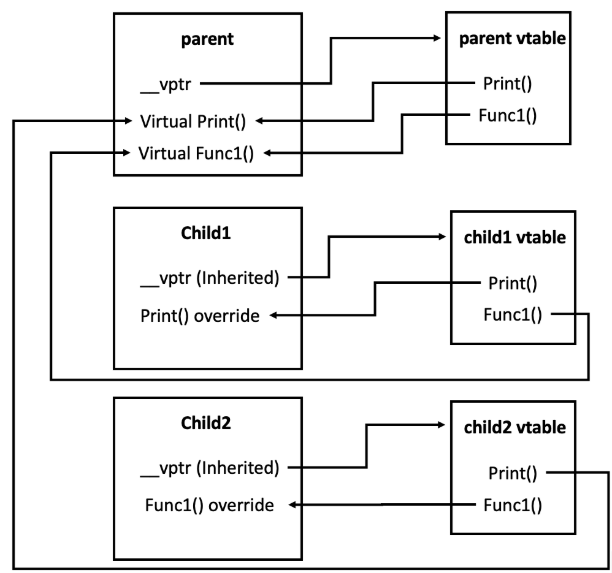 parent
__vptr
Virtual Print()
Virtual Func1()
parent vtable
Print()
Func1()
Child1
__vptr (Inherited)
Print() override
child1 vtable
Print()
Func1()
Child2
__vptr (Inherited)
Func1() override
child2 vtable
Print()
Func1()